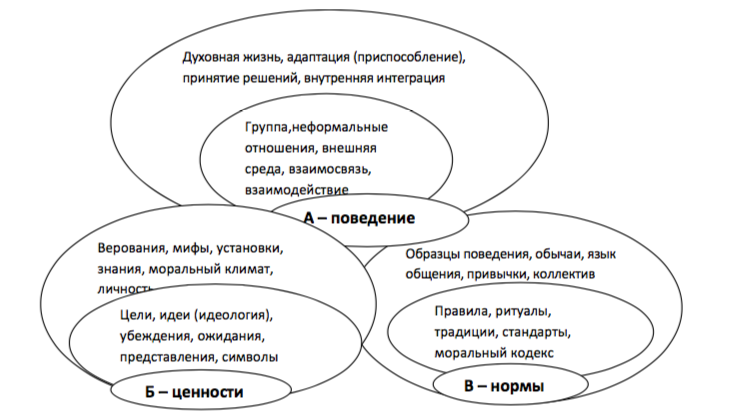 Духовная жизнь, адаптация (приспособление),
принятие решений, внутренняя интеграция
Группа,неформальные
отношения, внешняя
среда, взаимосвязь,
взаимодействие
А – поведение
Верования, мифы, установки,
знания, моральный климат,
личность
Цели, идеи (идеология),
убеждения, ожидания,
представления, символы
Б – ценности
Образцы поведения, обычаи, язык
общения, привычки, коллектив
Правила, ритуалы,
традиции, стандарты,
моральный кодекс
В – нормы